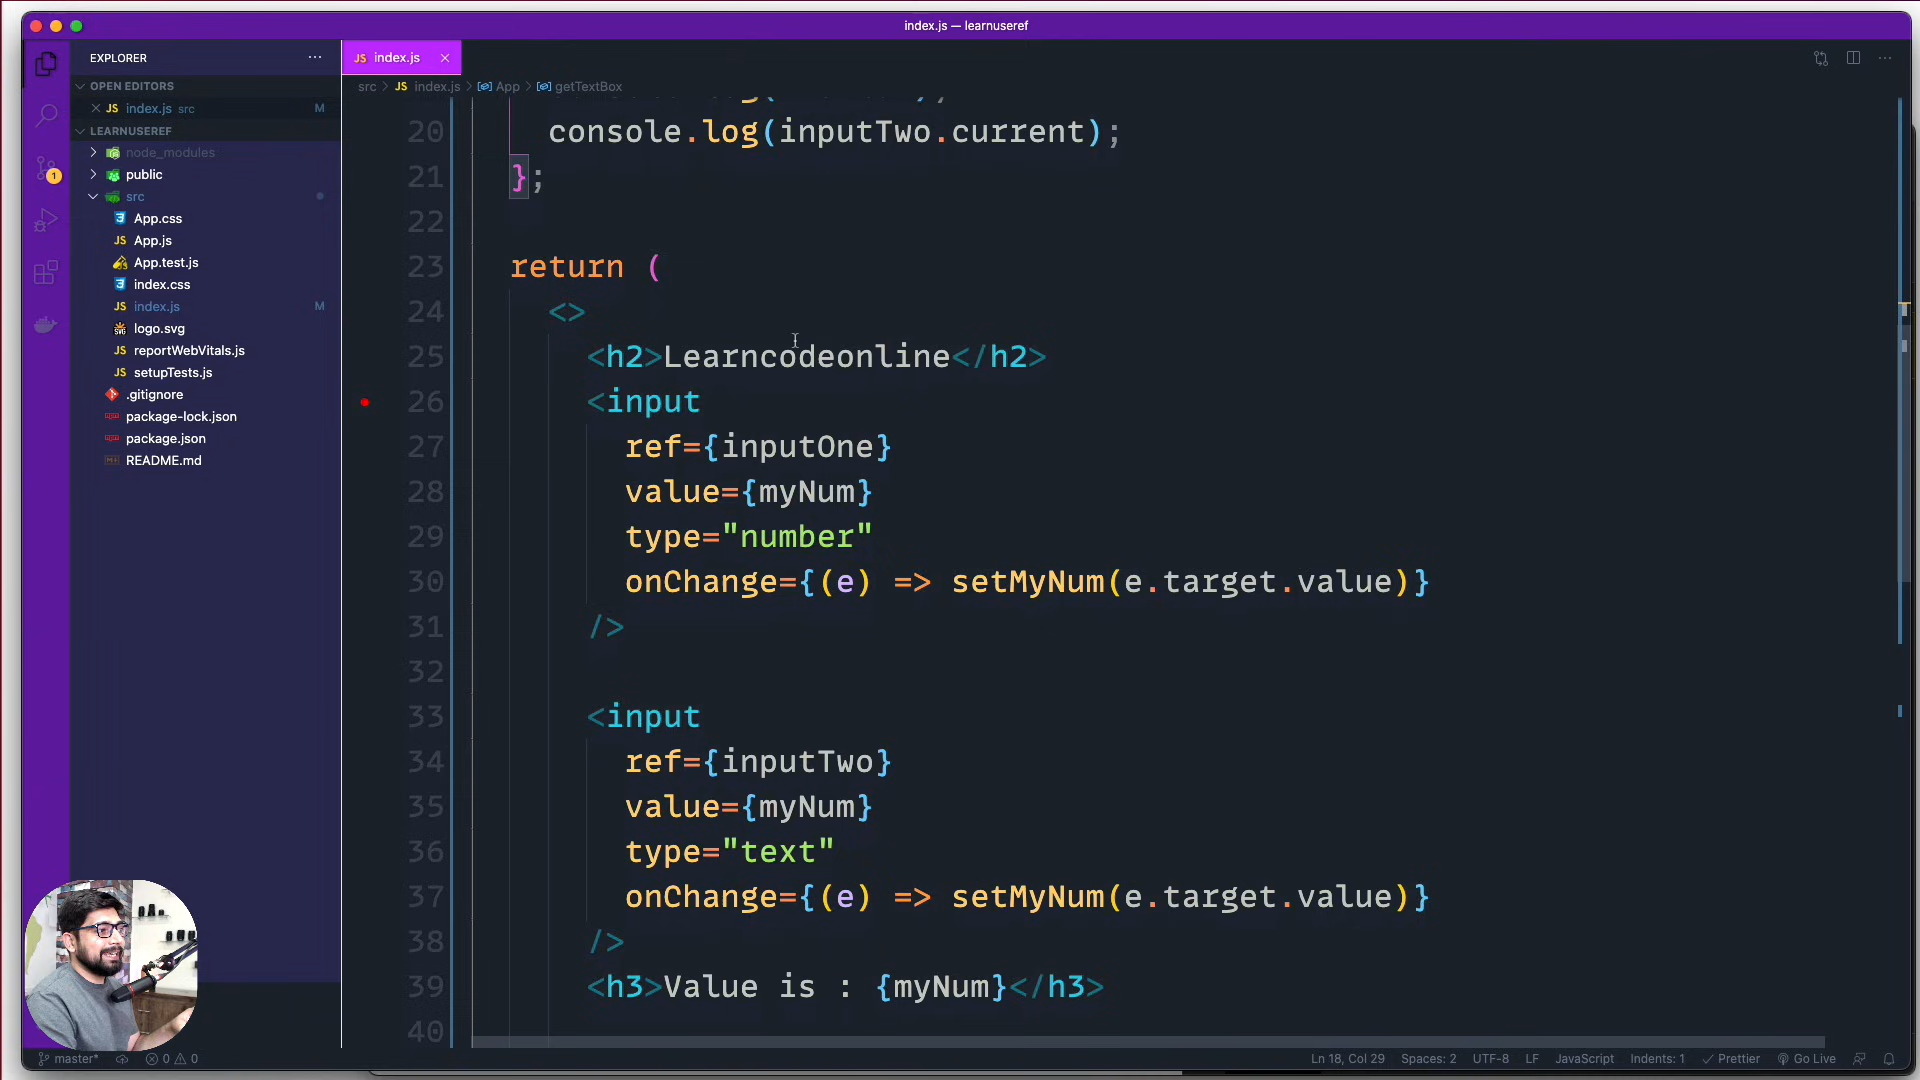 index.js — learnuseref
EXPLORER
OPEN EDITORS
index.js src M
LEARNUSEREF
node_modules
public
src
App.css
App.js
App.test.js
index.css
index.js M
logo.svg
reportWebVitals.js
setupTests.js
.gitignore
package-lock.json
package.json
README.md
1
JS index.js
src > JS index.js > App > getTextBox
20 console.log(inputTwo.current);
21 };
22
23 return (
24 <>
25 <h2>Learncodeonline</h2>
26 <input
27 ref={inputOne}
28 value={myNum}
29 type="number"
30 onChange={(e) => setMyNum(e.target.value)}
31 />
32
33 <input
34 ref={inputTwo}
35 value={myNum}
36 type="text"
37 onChange={(e) => setMyNum(e.target.value)}
38 />
39 <h3>Value is : {myNum}</h3>
40
master* 0 0 Ln 18, Col 29 Spaces: 2 UTF-8 LF JavaScript Indents: 1 Prettier Go Live